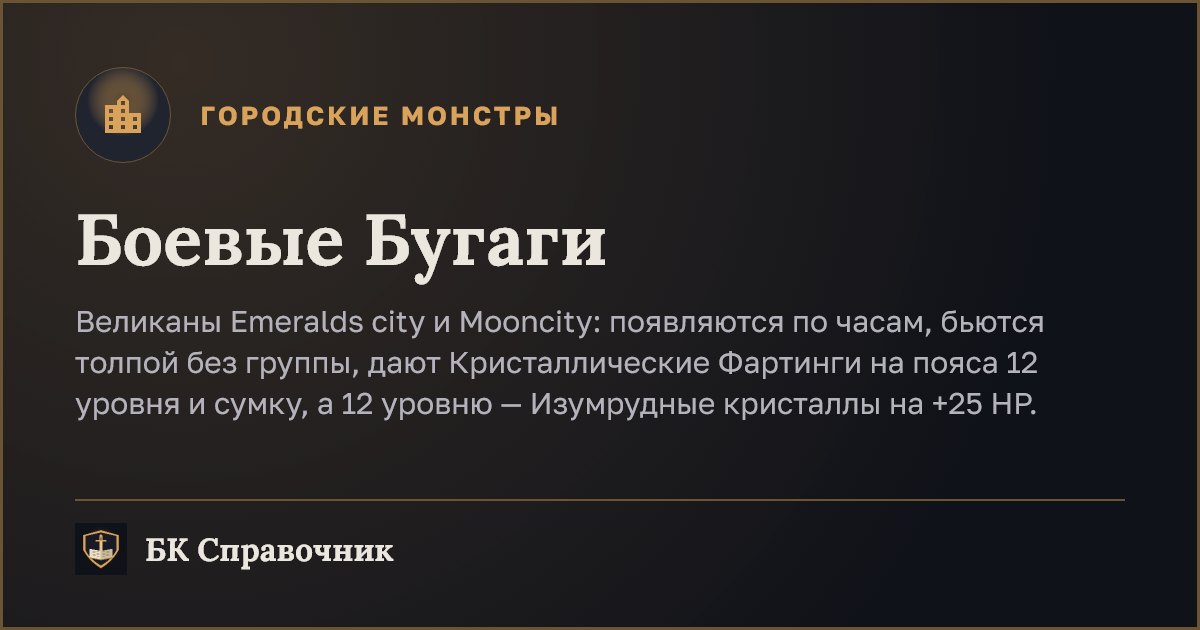 ГОРОДСКИЕ МОНСТРЫ
Боевые Бугаги
Великаны Emeralds city и Mooncity: появляются по часам, бьются
толпой без группы, дают Кристаллические Фартинги на пояса 12
уровня и сумку, а 12 уровню — Изумрудные кристаллы на +25 HP.
БК Справочник